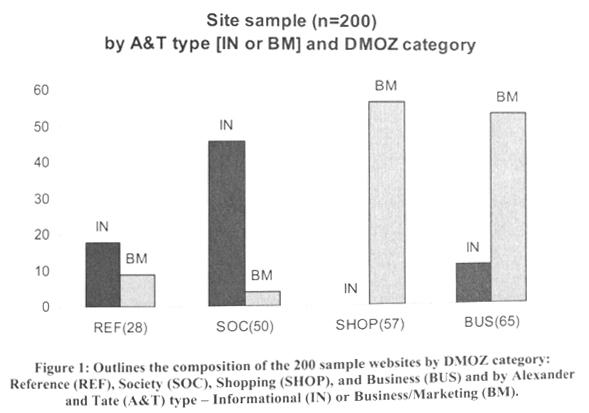 Site sample (n=200)
by A&T type [IN or BM] and DMOZ category
60
50
40
30
20
10
0
IN
BM
IN
BM
IN
BM
IN
BM
REF(28)
SOC(50)
SHOP(57)
BUS(65)
Figure 1: Outlines the composition of the 200 sample websites by DMOZ category:
Reference (REF), Society (SOC), Shopping (SHOP), and Business (BUS) and by Alexander
and Tate (A&T) type – Informational (IN) or Business/Marketing (BM).